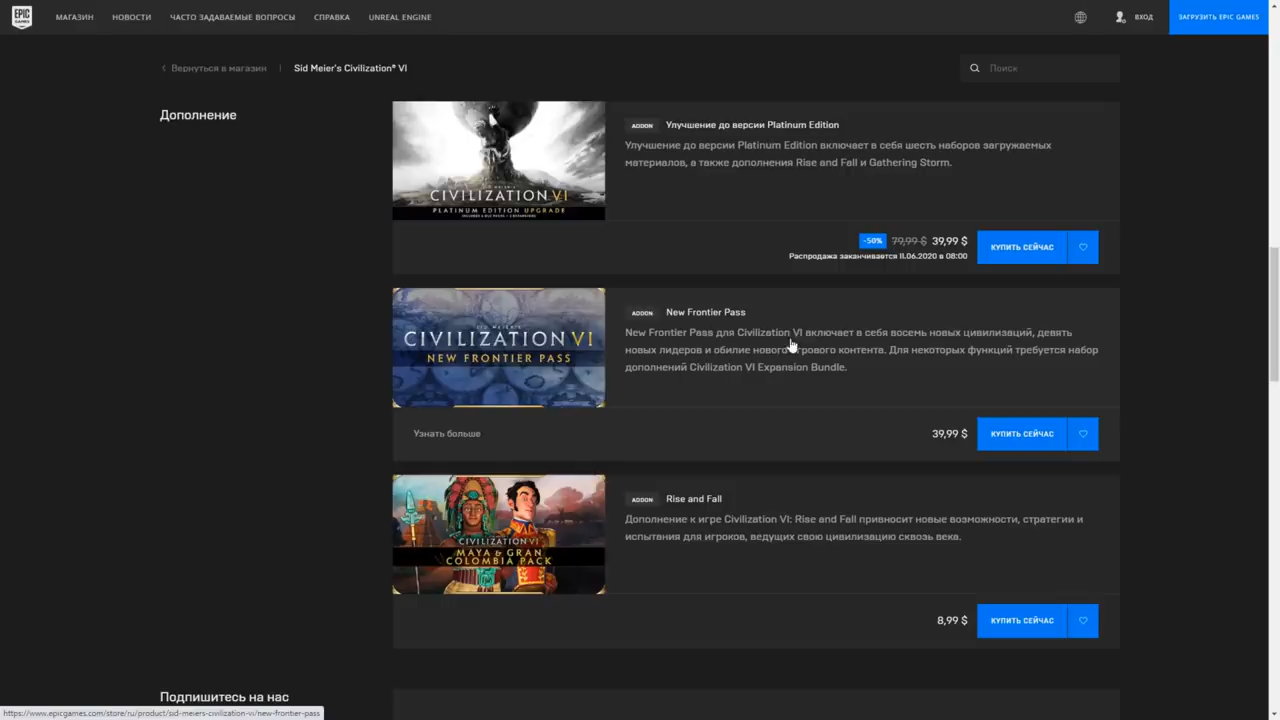 EPIC GAMES
МАГАЗИН
НОВОСТИ
ЧАСТО ЗАДАВАЕМЫЕ ВОПРОСЫ
СПРАВКА
UNREAL ENGINE
ВХОД
ЗАГРУЗИТЬ EPIC GAMES
Вернуться в магазин
Sid Meier's Civilization® VI
Поиск
Дополнение
SID MEIER'S
CIVILIZATION VI
PLATINUM EDITION UPGRADE
ADDON Улучшение до версии Platinum Edition
Улучшение до версии Platinum Edition включает в себя шесть наборов загружаемых
материалов, а также дополнения Rise and Fall и Gathering Storm.
-50% 79,99 $ 39,99 $
Распродажа заканчивается 11.06.2020 в 08:00
КУПИТЬ СЕЙЧАС
SID MEIER'S
CIVILIZATION VI
NEW FRONTIER PASS
ADDON New Frontier Pass
New Frontier Pass для Civilization VI включает в себя восемь новых цивилизаций, девять
новых лидеров и обилие нового игрового контента. Для некоторых функций требуется набор
дополнений Civilization VI Expansion Bundle.
Узнать больше
39,99 $
КУПИТЬ СЕЙЧАС
CIVILIZATION VI
MAYA & GRAN
COLOMBIA PACK
ADDON Rise and Fall
Дополнение к игре Civilization VI: Rise and Fall привносит новые возможности, стратегии и
испытания для игроков, ведущих свою цивилизацию сквозь века.
8,99 $
КУПИТЬ СЕЙЧАС
Подпишитесь на нас
https://www.epicgames.com/store/ru/product/sid-meiers-civilization-vi/new-frontier-pass